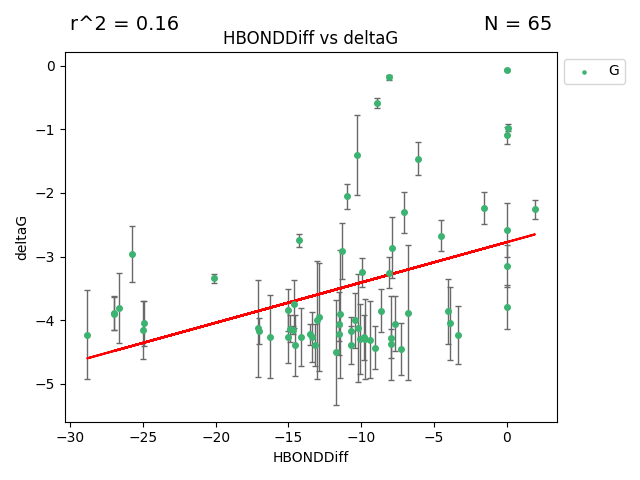 r^2 = 0.16
N = 65
HBONDDiff vs deltaG
G
deltaG
0
−1
−2
−3
−4
−5
−30
−25
−20
−15
−10
−5
0
HBONDDiff